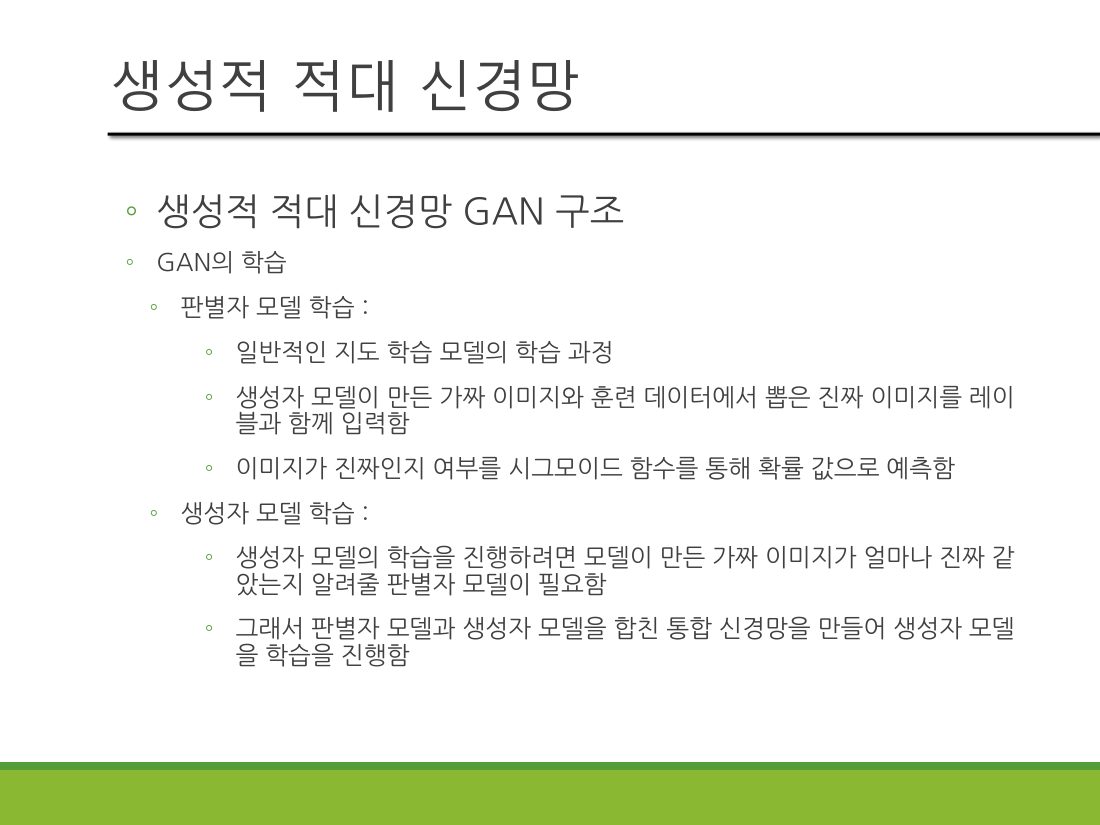 생성적 적대 신경망
◦ 생성적 적대 신경망 GAN 구조
◦ GAN의 학습
◦ 판별자 모델 학습 :
◦ 일반적인 지도 학습 모델의 학습 과정
◦ 생성자 모델이 만든 가짜 이미지와 훈련 데이터에서 뽑은 진짜 이미지를 레이
블과 함께 입력함
◦ 이미지가 진짜인지 여부를 시그모이드 함수를 통해 확률 값으로 예측함
◦ 생성자 모델 학습 :
◦ 생성자 모델의 학습을 진행하려면 모델이 만든 가짜 이미지가 얼마나 진짜 같
았는지 알려줄 판별자 모델이 필요함
◦ 그래서 판별자 모델과 생성자 모델을 합친 통합 신경망을 만들어 생성자 모델
을 학습을 진행함